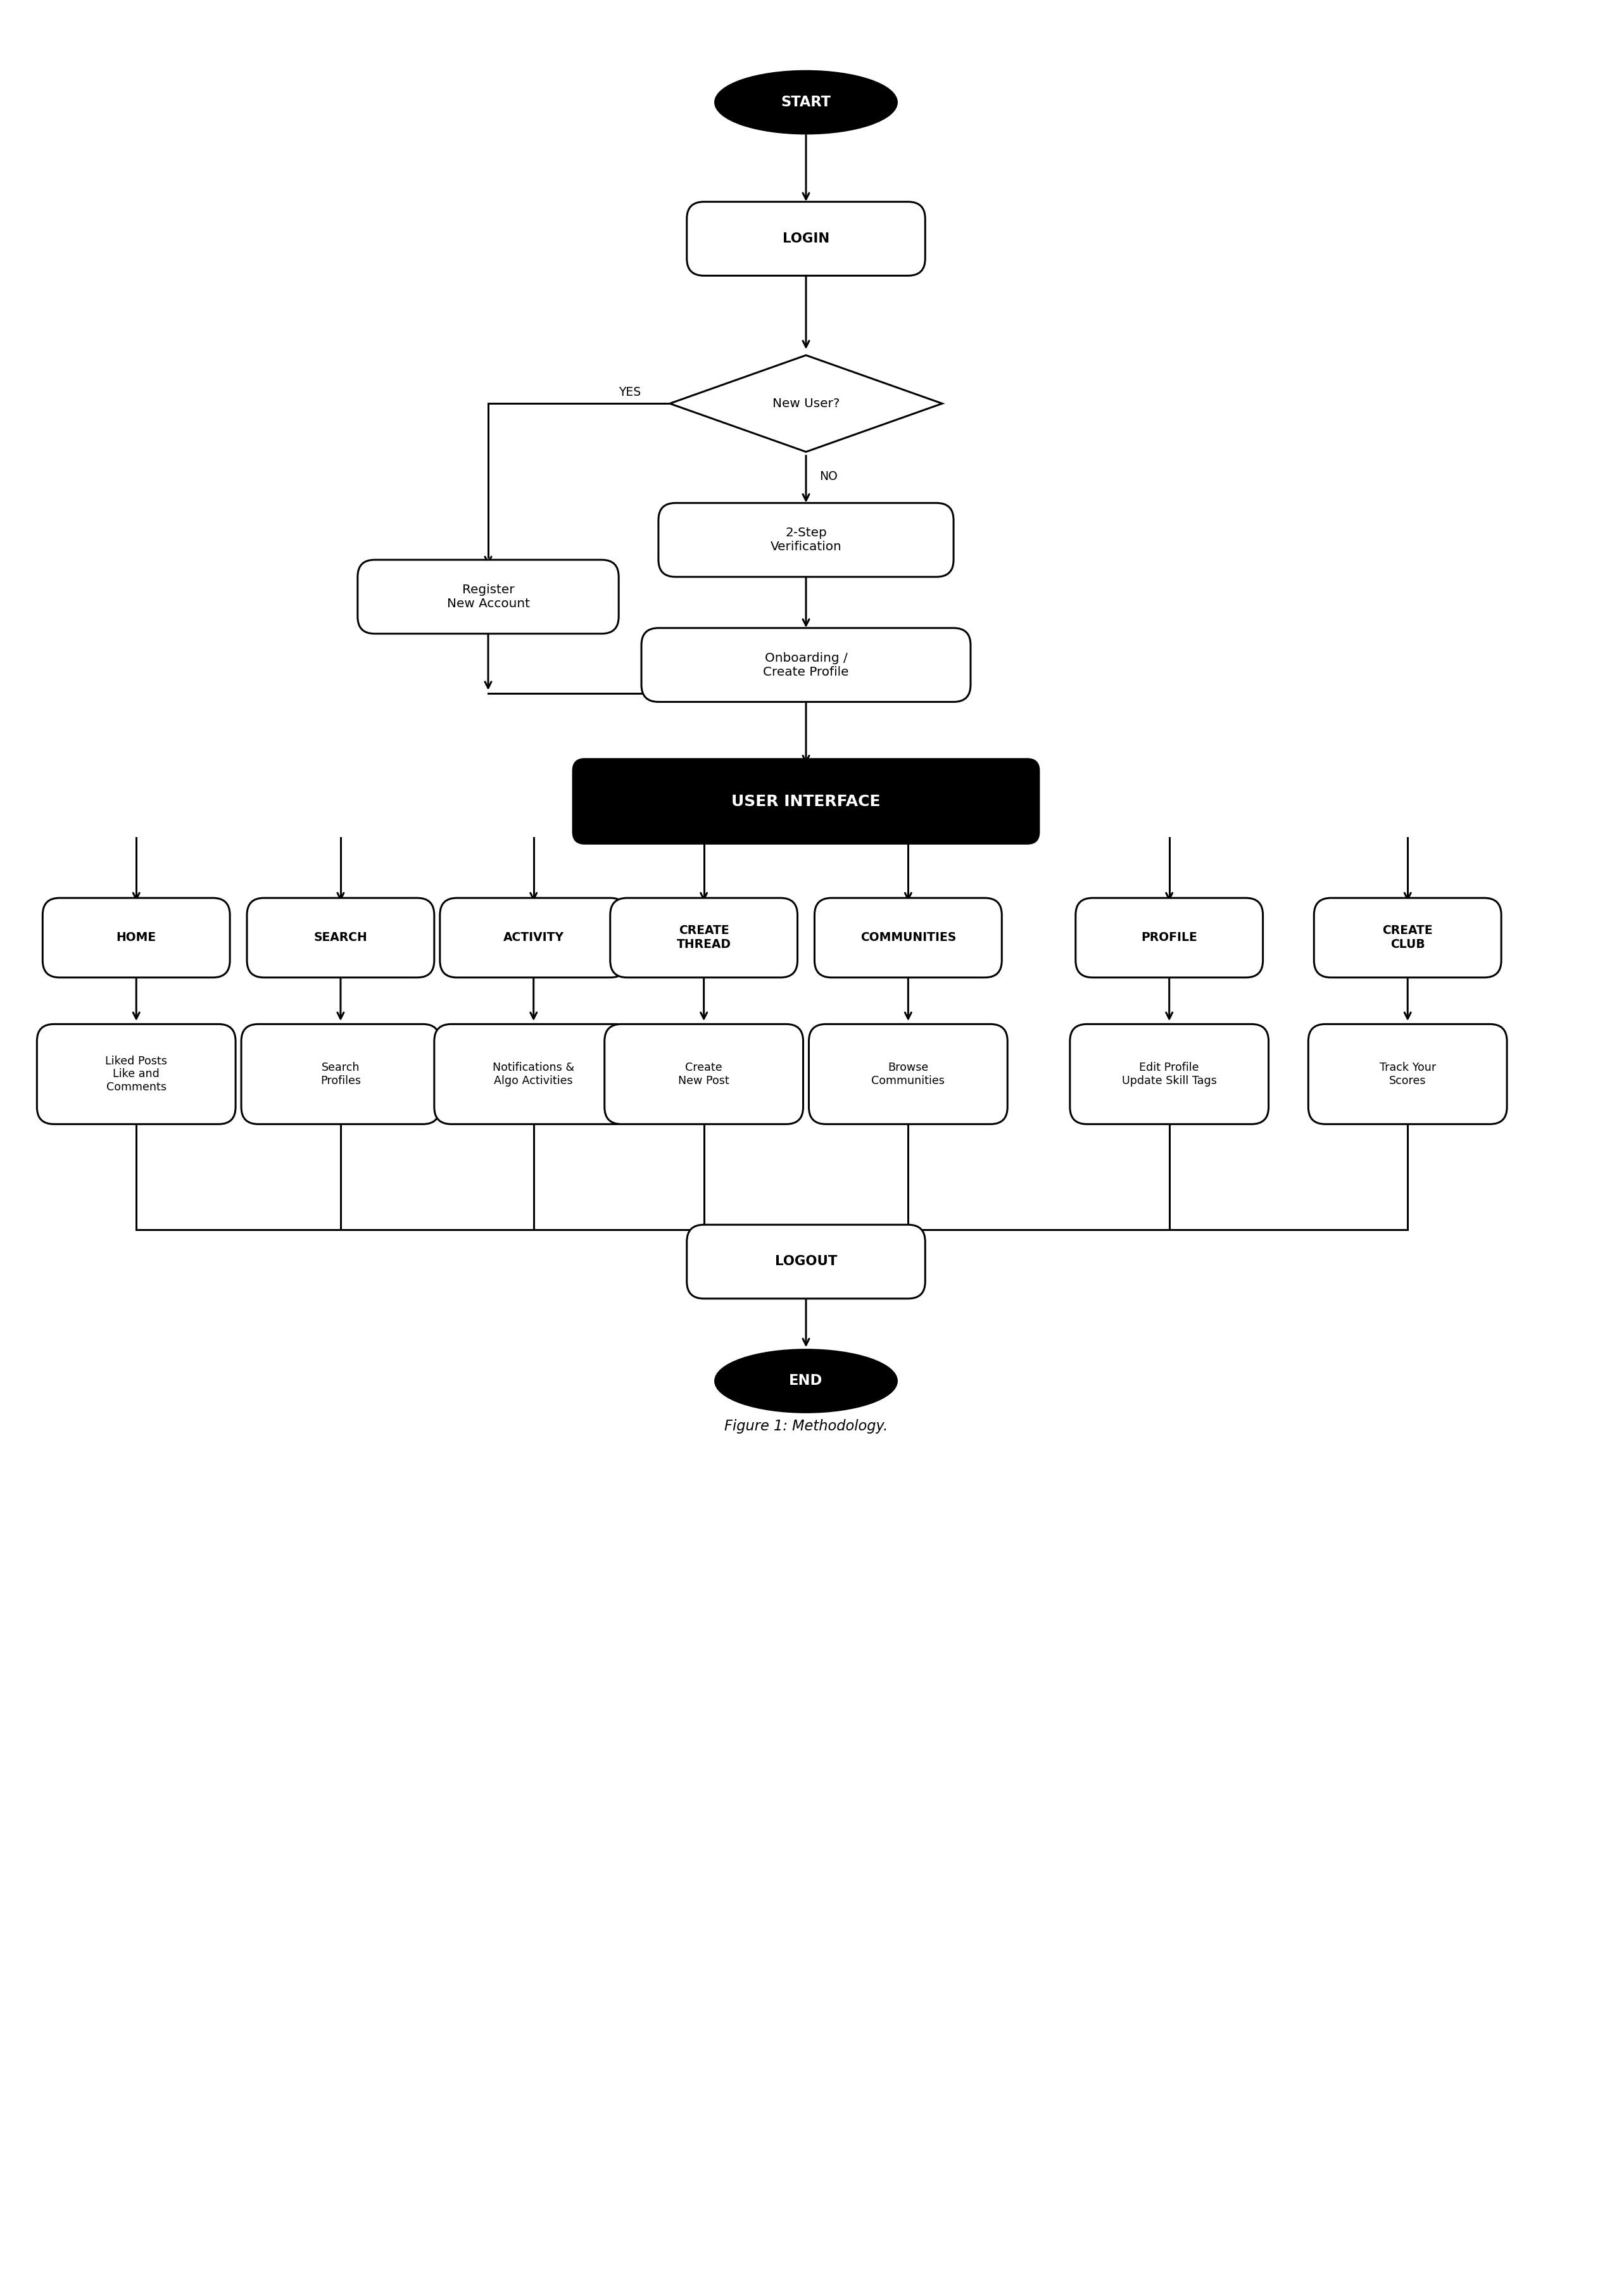 START
LOGIN
New User?
YES
NO
2-Step
Verification
Register
New Account
Onboarding /
Create Profile
USER INTERFACE
HOME
SEARCH
ACTIVITY
CREATE
THREAD
COMMUNITIES
PROFILE
CREATE
CLUB
Liked Posts
Like and
Comments
Search
Profiles
Notifications &
Algo Activities
Create
New Post
Browse
Communities
Edit Profile
Update Skill Tags
Track Your
Scores
LOGOUT
END
Figure 1: Methodology.